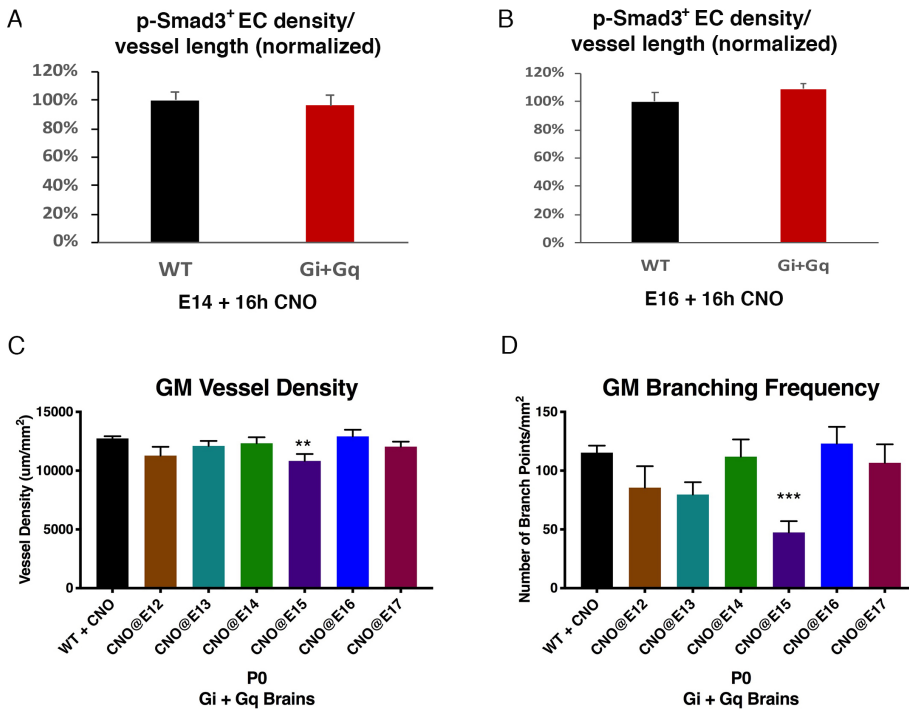 A
p-Smad3+ EC density/
vessel length (normalized)
120%
100%
80%
60%
40%
20%
0%
WT
Gi+Gq
E14 + 16h CNO
B
p-Smad3+ EC density/
vessel length (normalized)
120%
100%
80%
60%
40%
20%
0%
WT
Gi+Gq
E16 + 16h CNO
C
GM Vessel Density
Vessel Density (um/mm²)
15000
10000
5000
0
**
WT + CNO
CNO@E12
CNO@E13
CNO@E14
CNO@E15
CNO@E16
CNO@E17
P0
Gi + Gq Brains
D
GM Branching Frequency
Number of Branch Points/mm²
150
100
50
0
***
WT + CNO
CNO@E12
CNO@E13
CNO@E14
CNO@E15
CNO@E16
CNO@E17
P0
Gi + Gq Brains